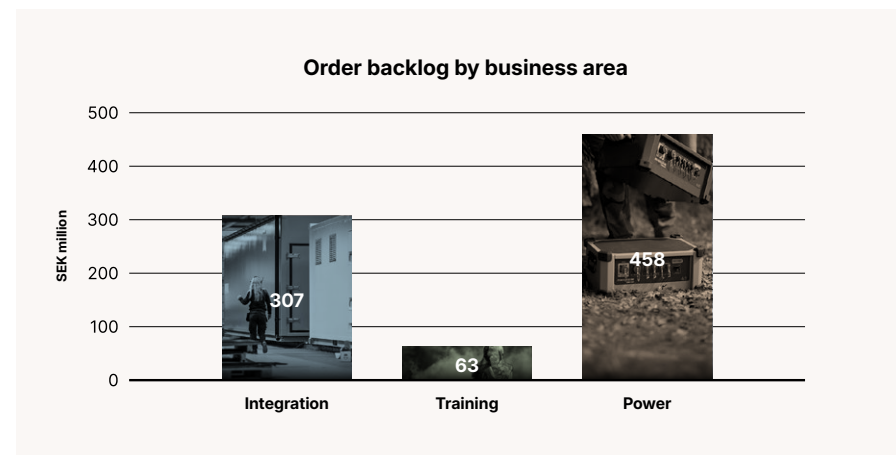 Order backlog by business area
SEK million
500
400
300
200
100
0
307
63
458
Integration
Training
Power